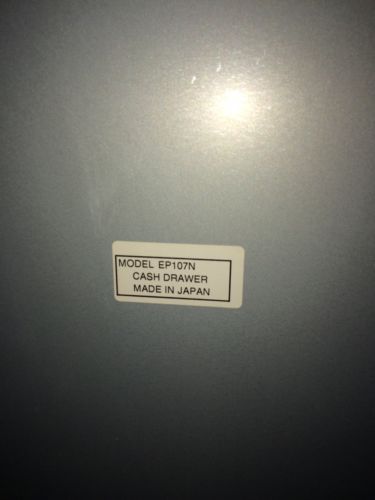 MODEL EP107N
CASH DRAWER
MADE IN JAPAN